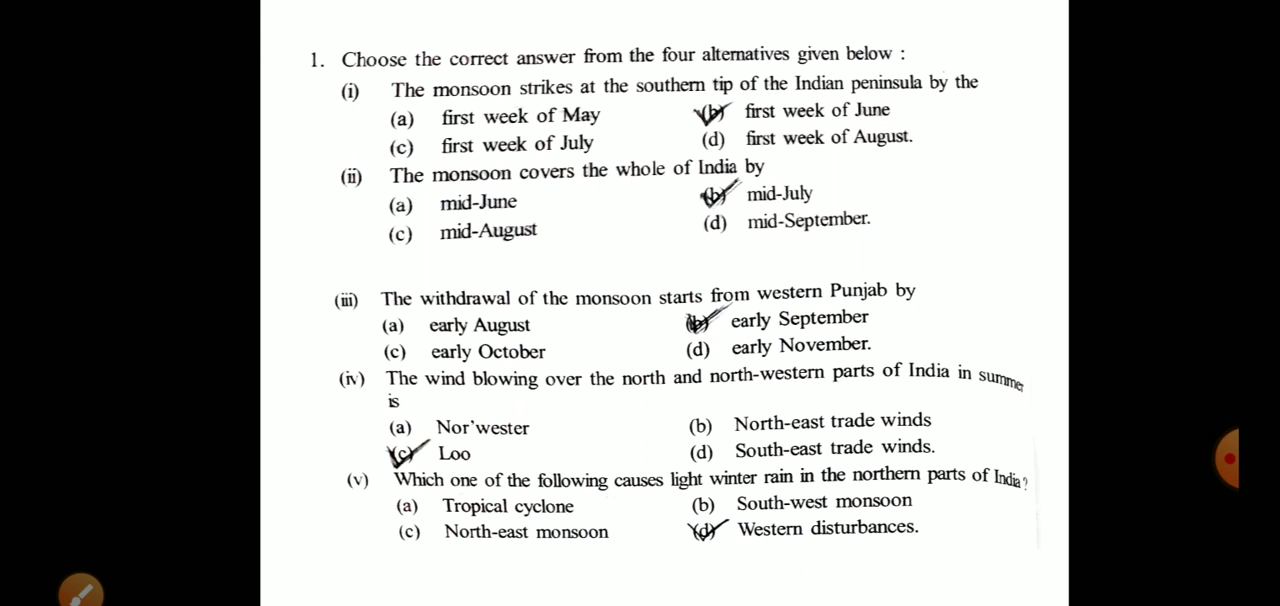 1. Choose the correct answer from the four alternatives given below :
(i) The monsoon strikes at the southern tip of the Indian peninsula by the
(a) first week of May (b) first week of June
(c) first week of July (d) first week of August.
(ii) The monsoon covers the whole of India by
(a) mid-June (b) mid-July
(c) mid-August (d) mid-September.
(iii) The withdrawal of the monsoon starts from western Punjab by
(a) early August (b) early September
(c) early October (d) early November.
(iv) The wind blowing over the north and north-western parts of India in summer
is
(a) Nor'wester (b) North-east trade winds
(c) Loo (d) South-east trade winds.
(v) Which one of the following causes light winter rain in the northern parts of India?
(a) Tropical cyclone (b) South-west monsoon
(c) North-east monsoon (d) Western disturbances.